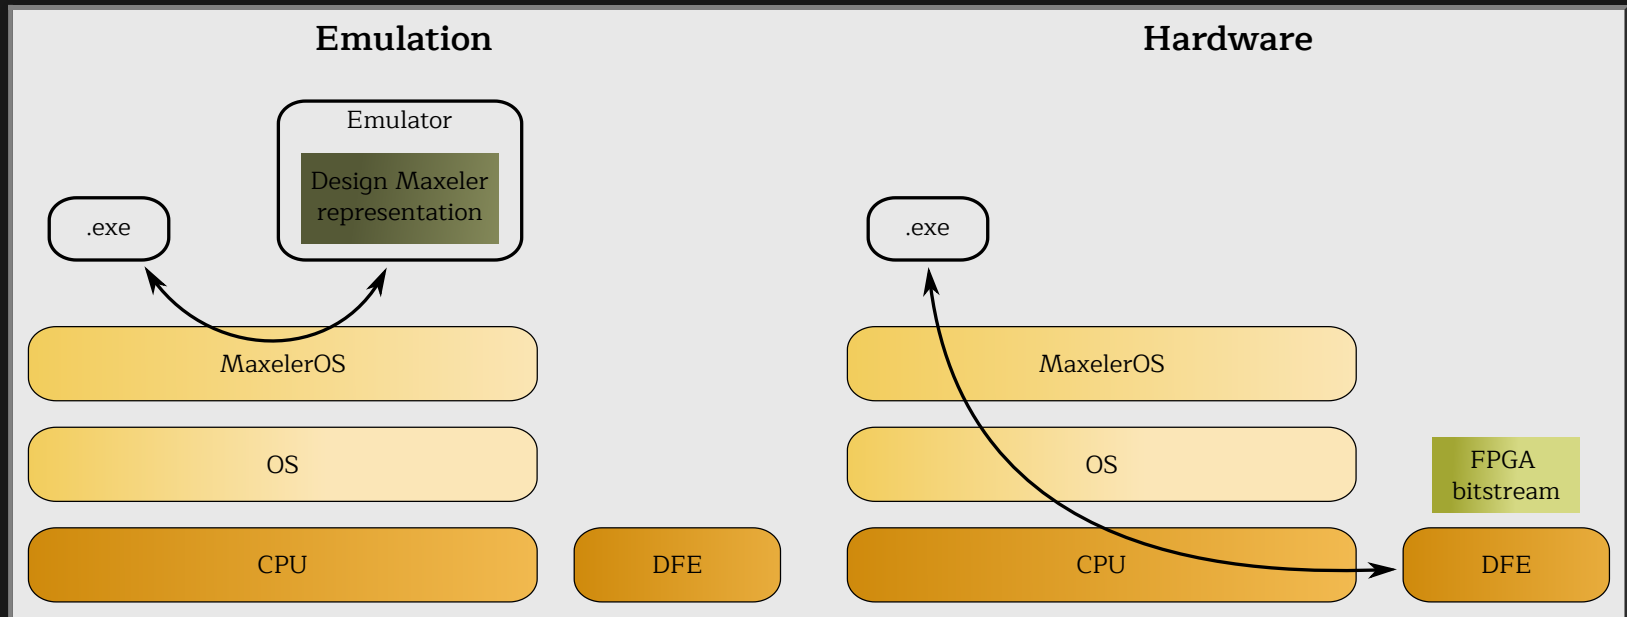 Emulation
Emulator
Design Maxeler
representation
.exe
MaxelerOS
OS
CPU
DFE
Hardware
.exe
MaxelerOS
OS
FPGA
bitstream
CPU
DFE